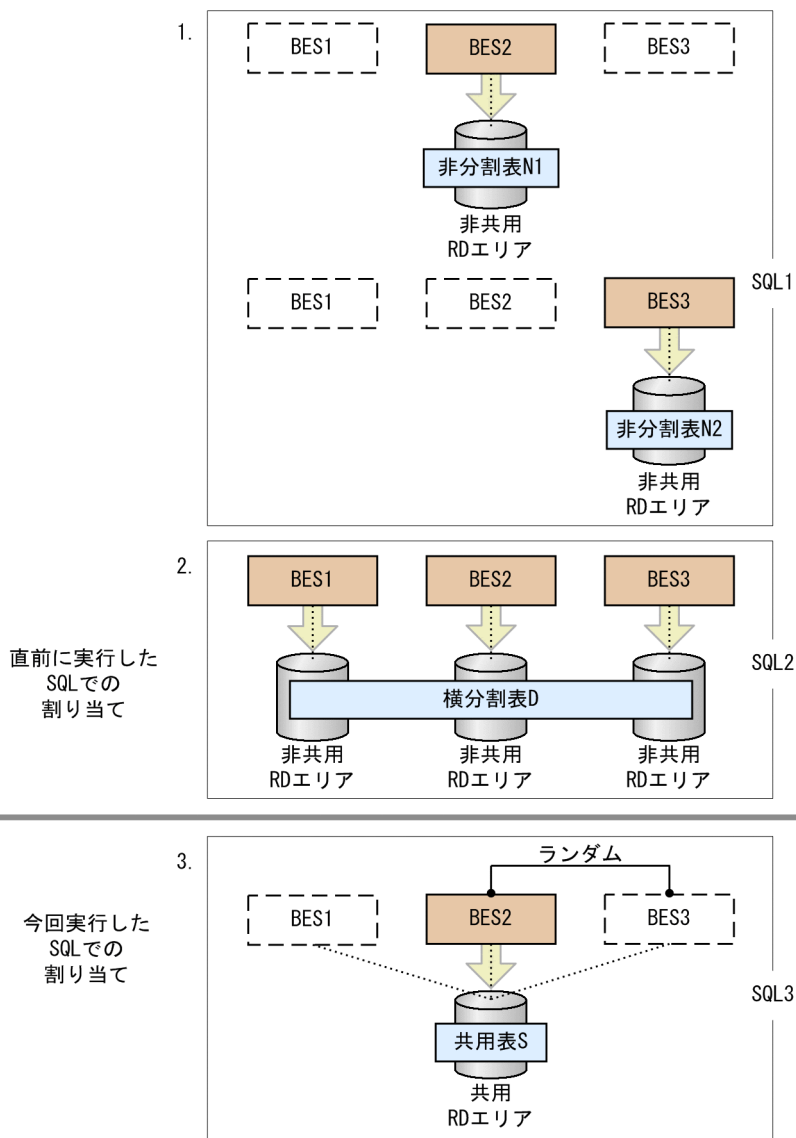 1.
BES1
BES2
BES3
非分割表N1
非共用
RDエリア
BES1
BES2
BES3
SQL1
非分割表N2
非共用
RDエリア
2.
BES1
BES2
BES3
直前に実行した
SQLでの
割り当て
SQL2
横分割表D
非共用
RDエリア
非共用
RDエリア
非共用
RDエリア
3.
ランダム
BES1
BES2
BES3
今回実行した
SQLでの
割り当て
SQL3
共用表S
共用
RDエリア